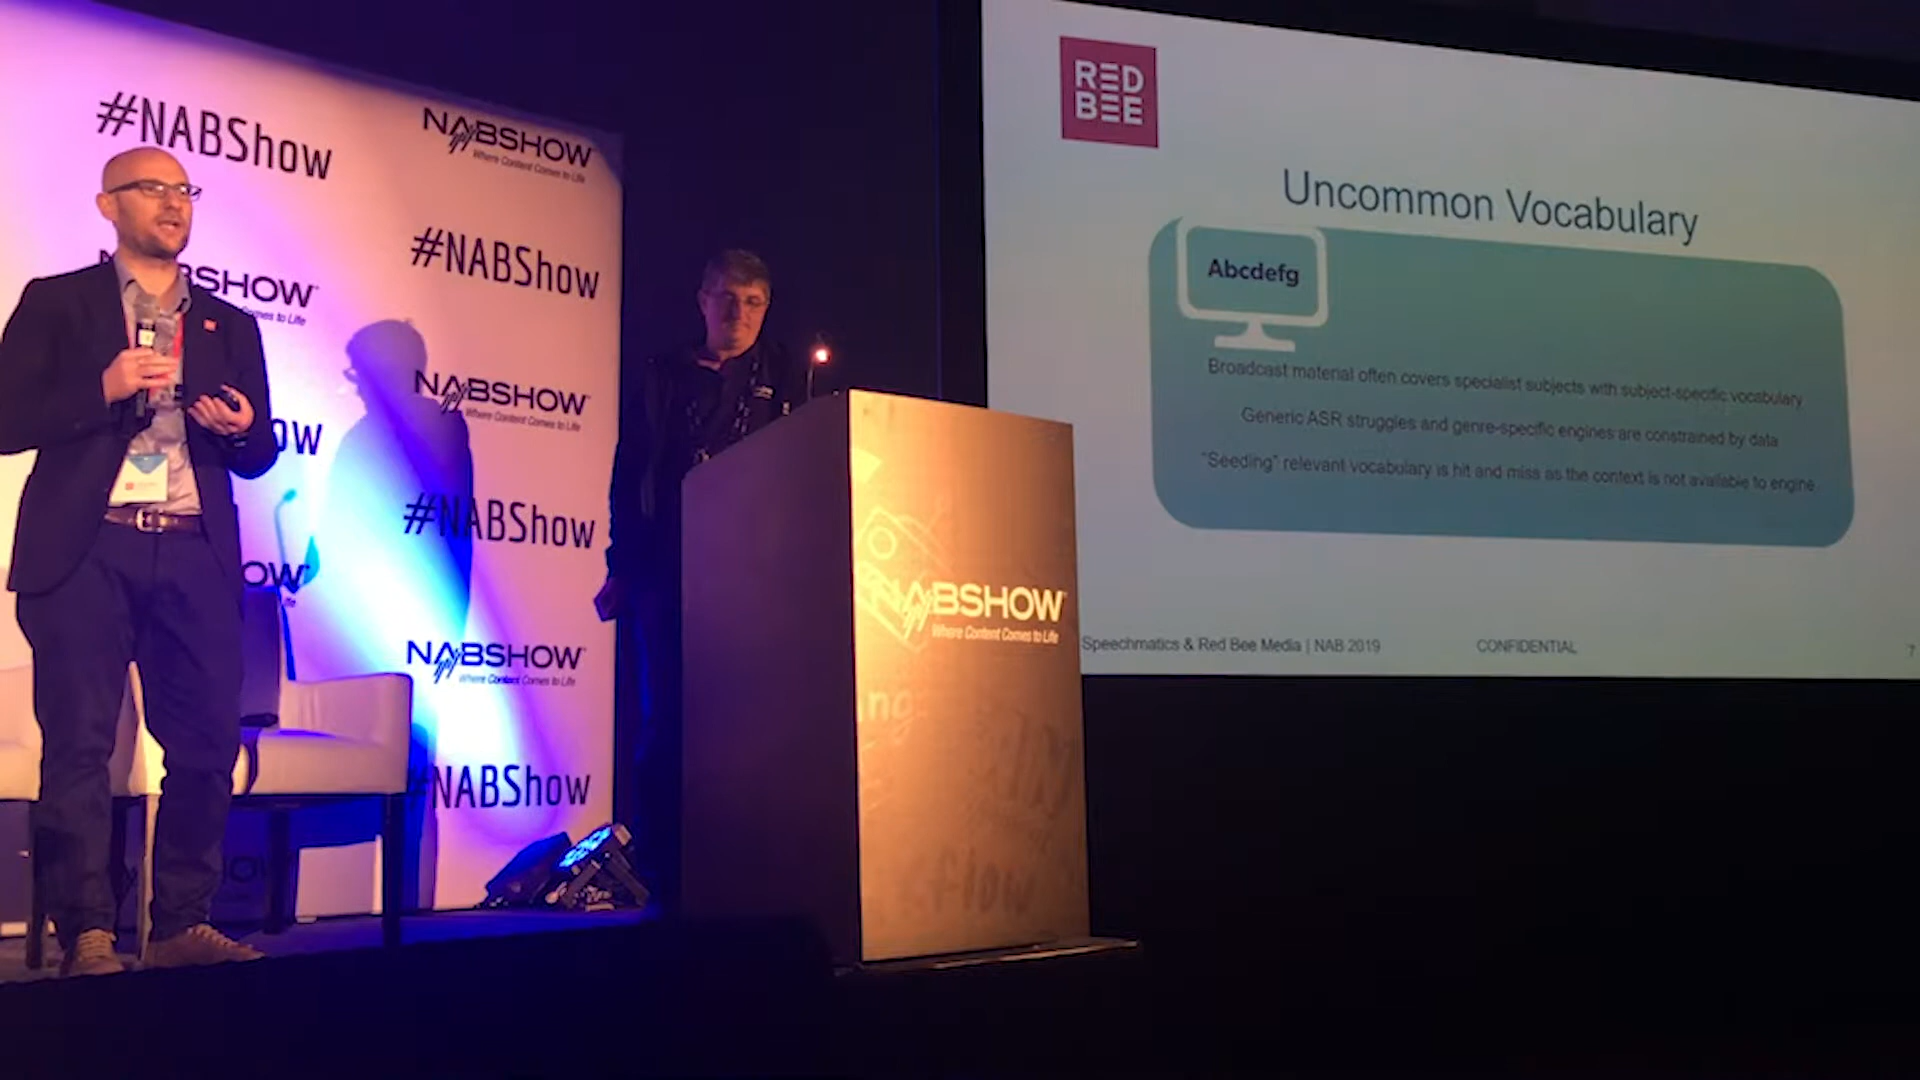 #NABShow
NABSHOW
Where Content Comes to Life
#NABShow
BSHOW
Comes to Life
NABSHOW
Where Content Comes to Life
OW
#NABShow
OW
NABSHOW
Where Content Comes to Life
#NABShow
NABSHOW
Where Content Comes to Life
flow
RED
BEE
Uncommon Vocabulary
Abcdefg
Broadcast material often covers specialist subjects with subject-specific vocabulary
Generic ASR struggles and genre-specific engines are constrained by data
"Seeding" relevant vocabulary is hit and miss as the context is not available to engine
Speechmatics & Red Bee Media | NAB 2019
CONFIDENTIAL
7